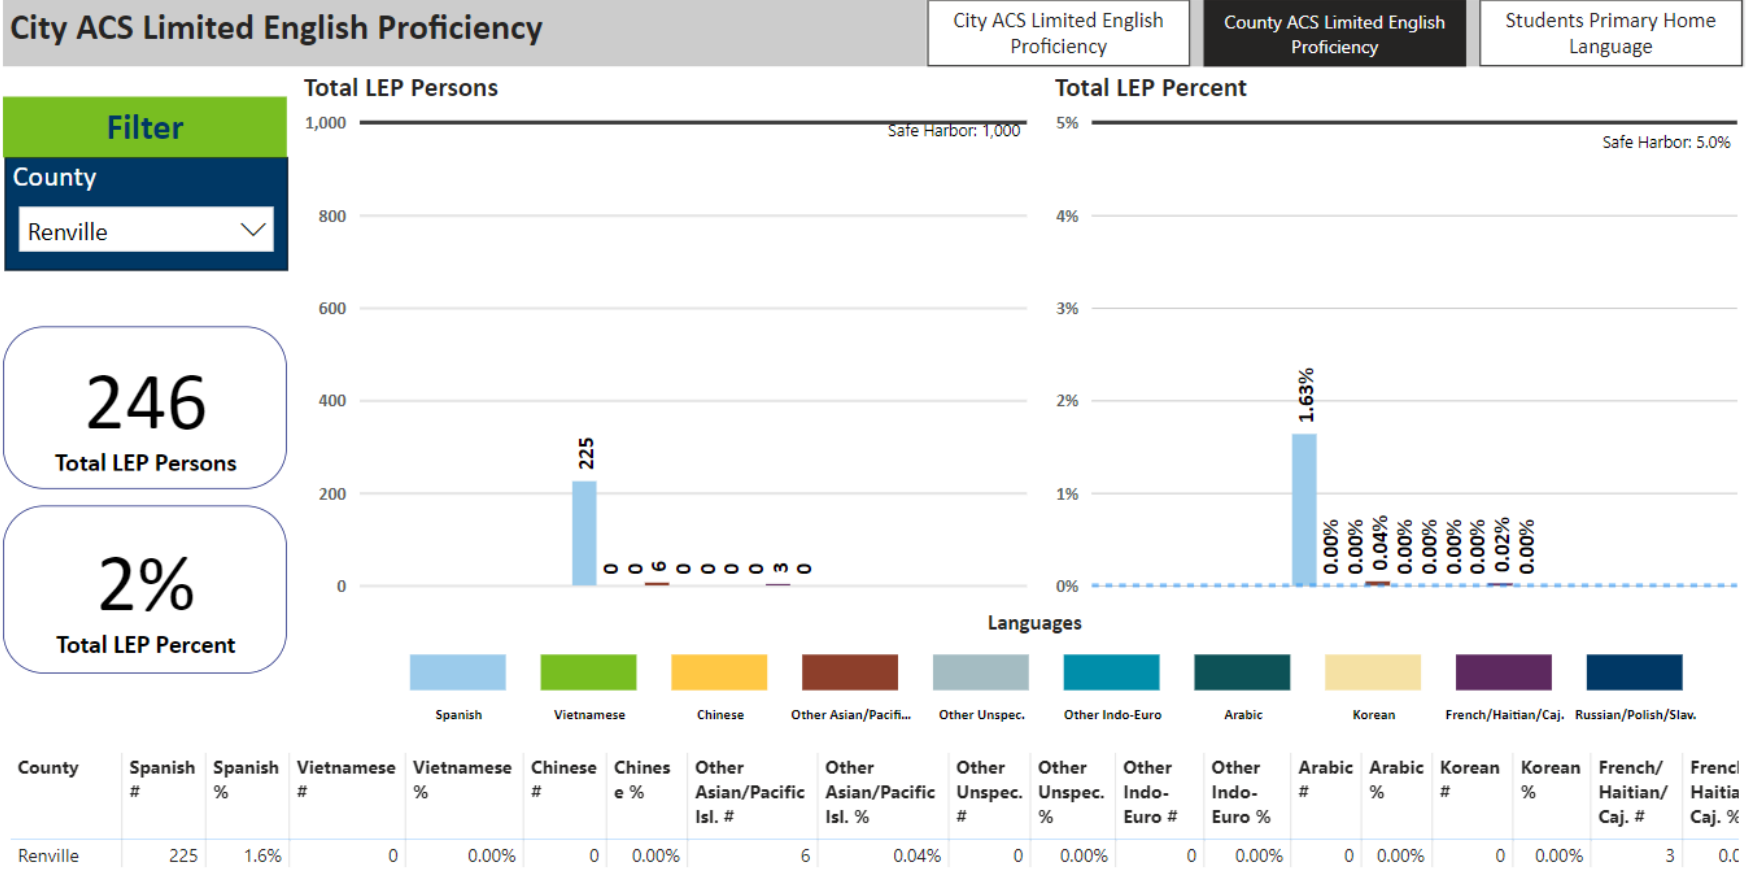 City ACS Limited English Proficiency
City ACS Limited English
Proficiency
County ACS Limited English
Proficiency
Students Primary Home
Language
Filter
County
Renville
246
Total LEP Persons
2%
Total LEP Percent
Total LEP Persons
1,000
Safe Harbor: 1,000
800
600
400
200
0
225
0
0
6
0
0
0
0
3
0
Total LEP Percent
5%
Safe Harbor: 5.0%
4%
3%
2%
1%
0%
1.63%
0.00%
0.00%
0.04%
0.00%
0.00%
0.00%
0.00%
0.02%
0.00%
Languages
Spanish
Vietnamese
Chinese
Other Asian/Pacifi...
Other Unspec.
Other Indo-Euro
Arabic
Korean
French/Haitian/Caj.
Russian/Polish/Slav.
County
Spanish
#
Spanish
%
Vietnamese
#
Vietnamese
%
Chinese
#
Chines
e %
Other
Asian/Pacific
Isl. #
Other
Asian/Pacific
Isl. %
Other
Unspec.
#
Other
Unspec.
%
Other
Indo-
Euro #
Other
Indo-
Euro %
Arabic
#
Arabic
%
Korean
#
Korean
%
French/
Haitian/
Caj. #
Caj. %
Renville 225 1.6% 0 0.00% 0 0.00% 6 0.04% 0 0.00% 0 0.00% 0 0.00% 0 0.00% 3